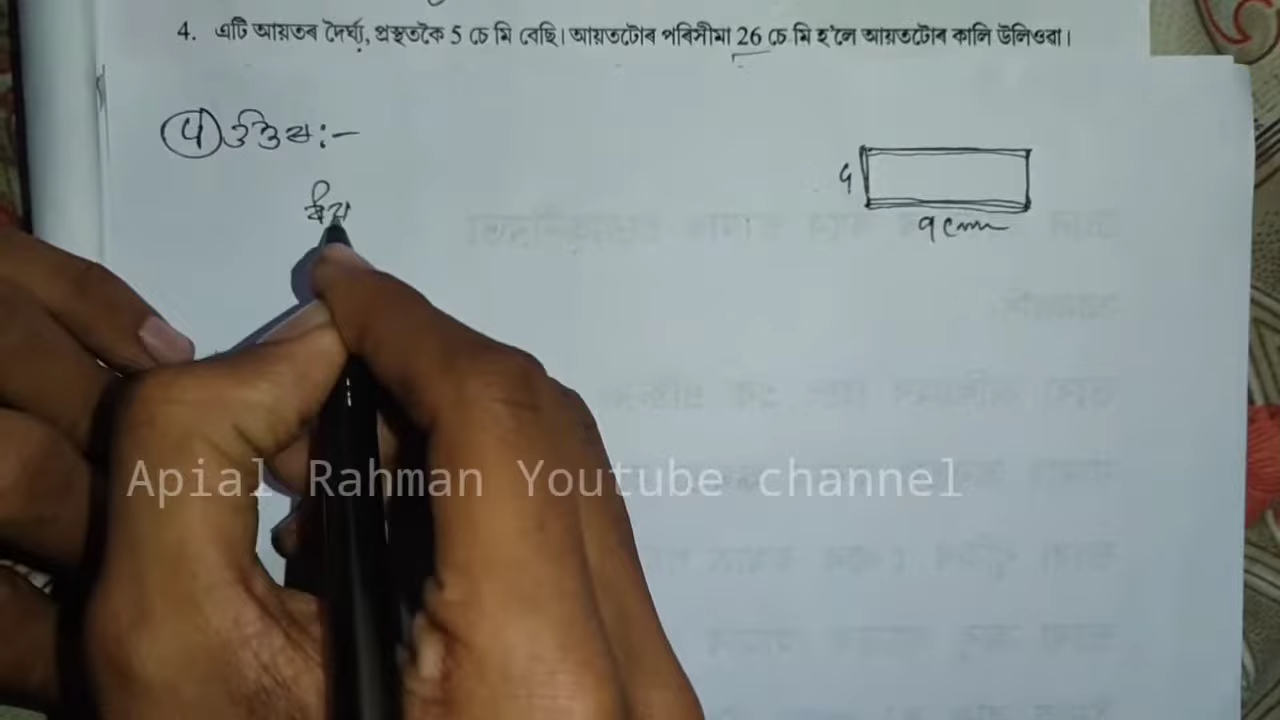 4. এটি আয়তৰ দৈৰ্ঘ্য, প্ৰস্থতকৈ 5 চে মি বেছি। আয়তটোৰ পৰিসীমা 26 চে মি হ'লে আয়তটোৰ কালি উলিওৱা।
4 উত্তৰ:-
4
9 cm
Apial Rahman Youtube channel